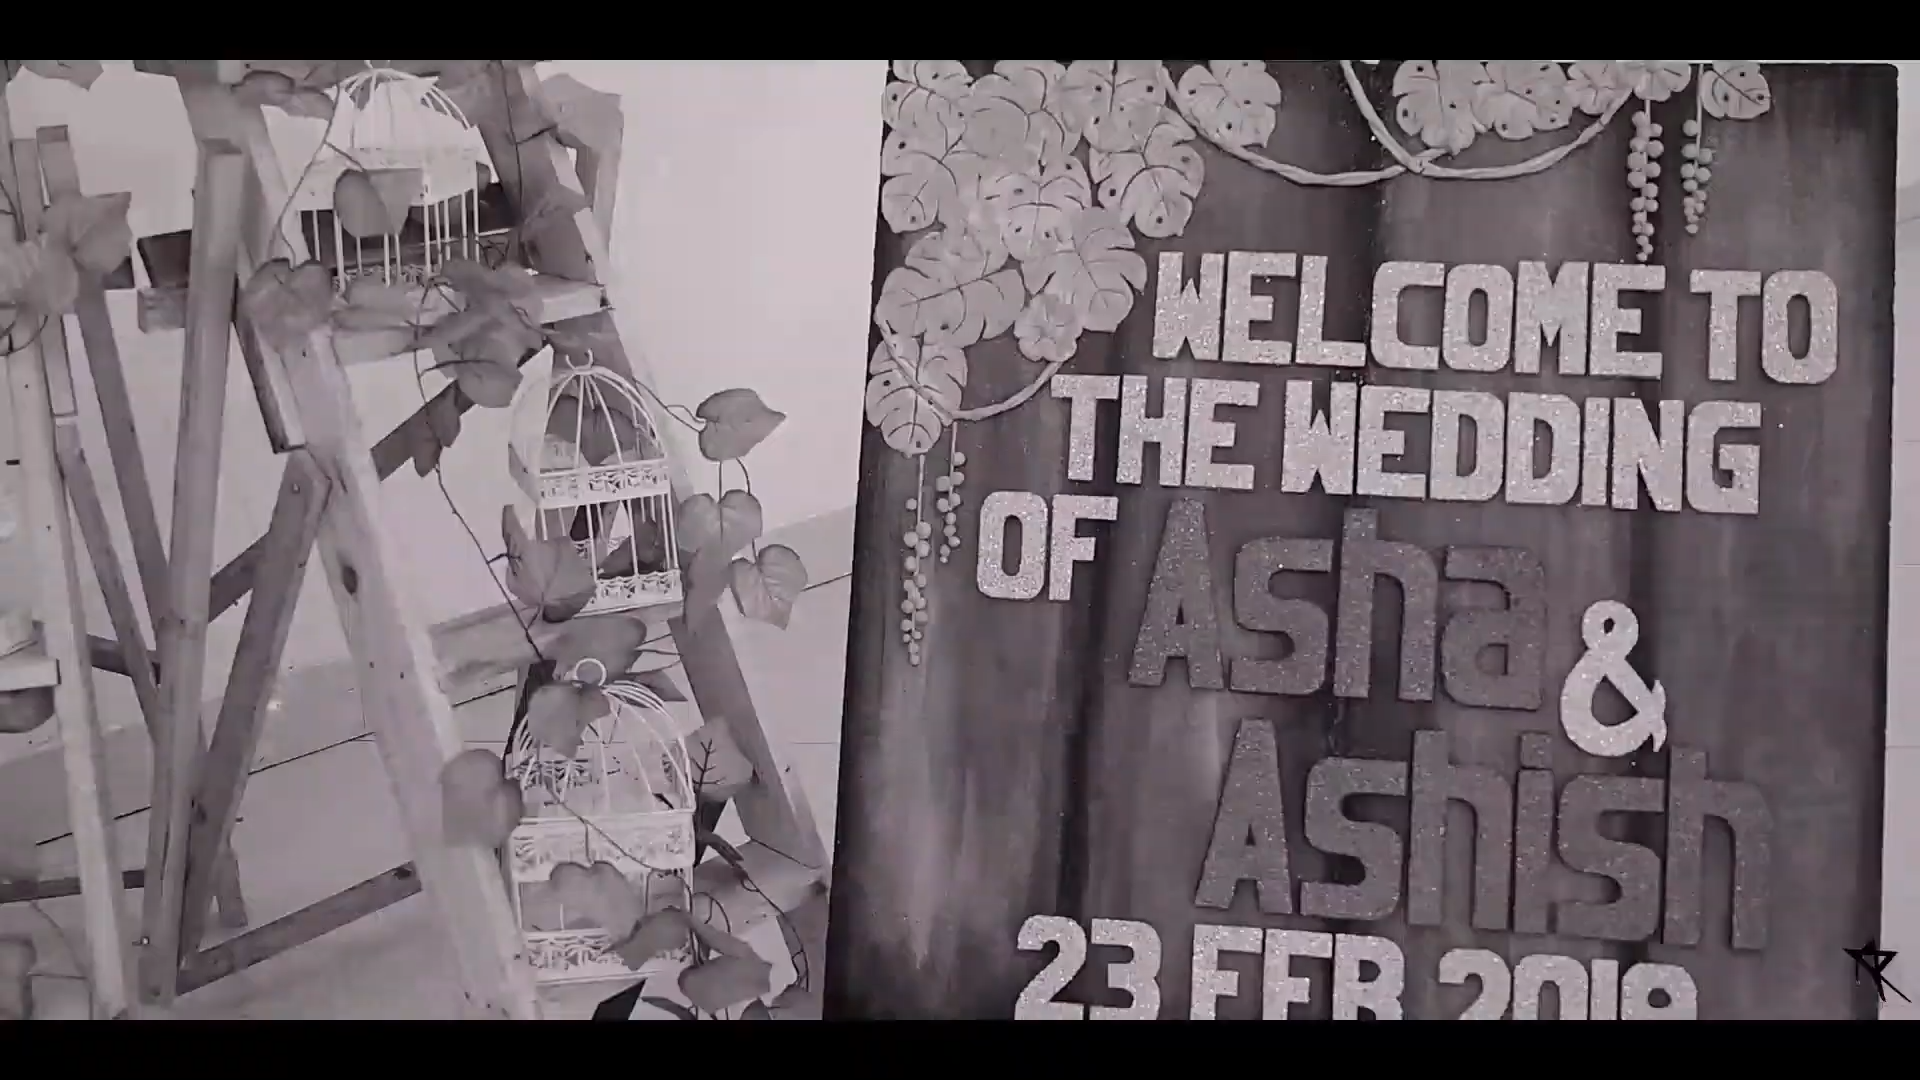 WELCOME TO
THE WEDDING
OF Asha
&
Ashish
23 FEB 2019